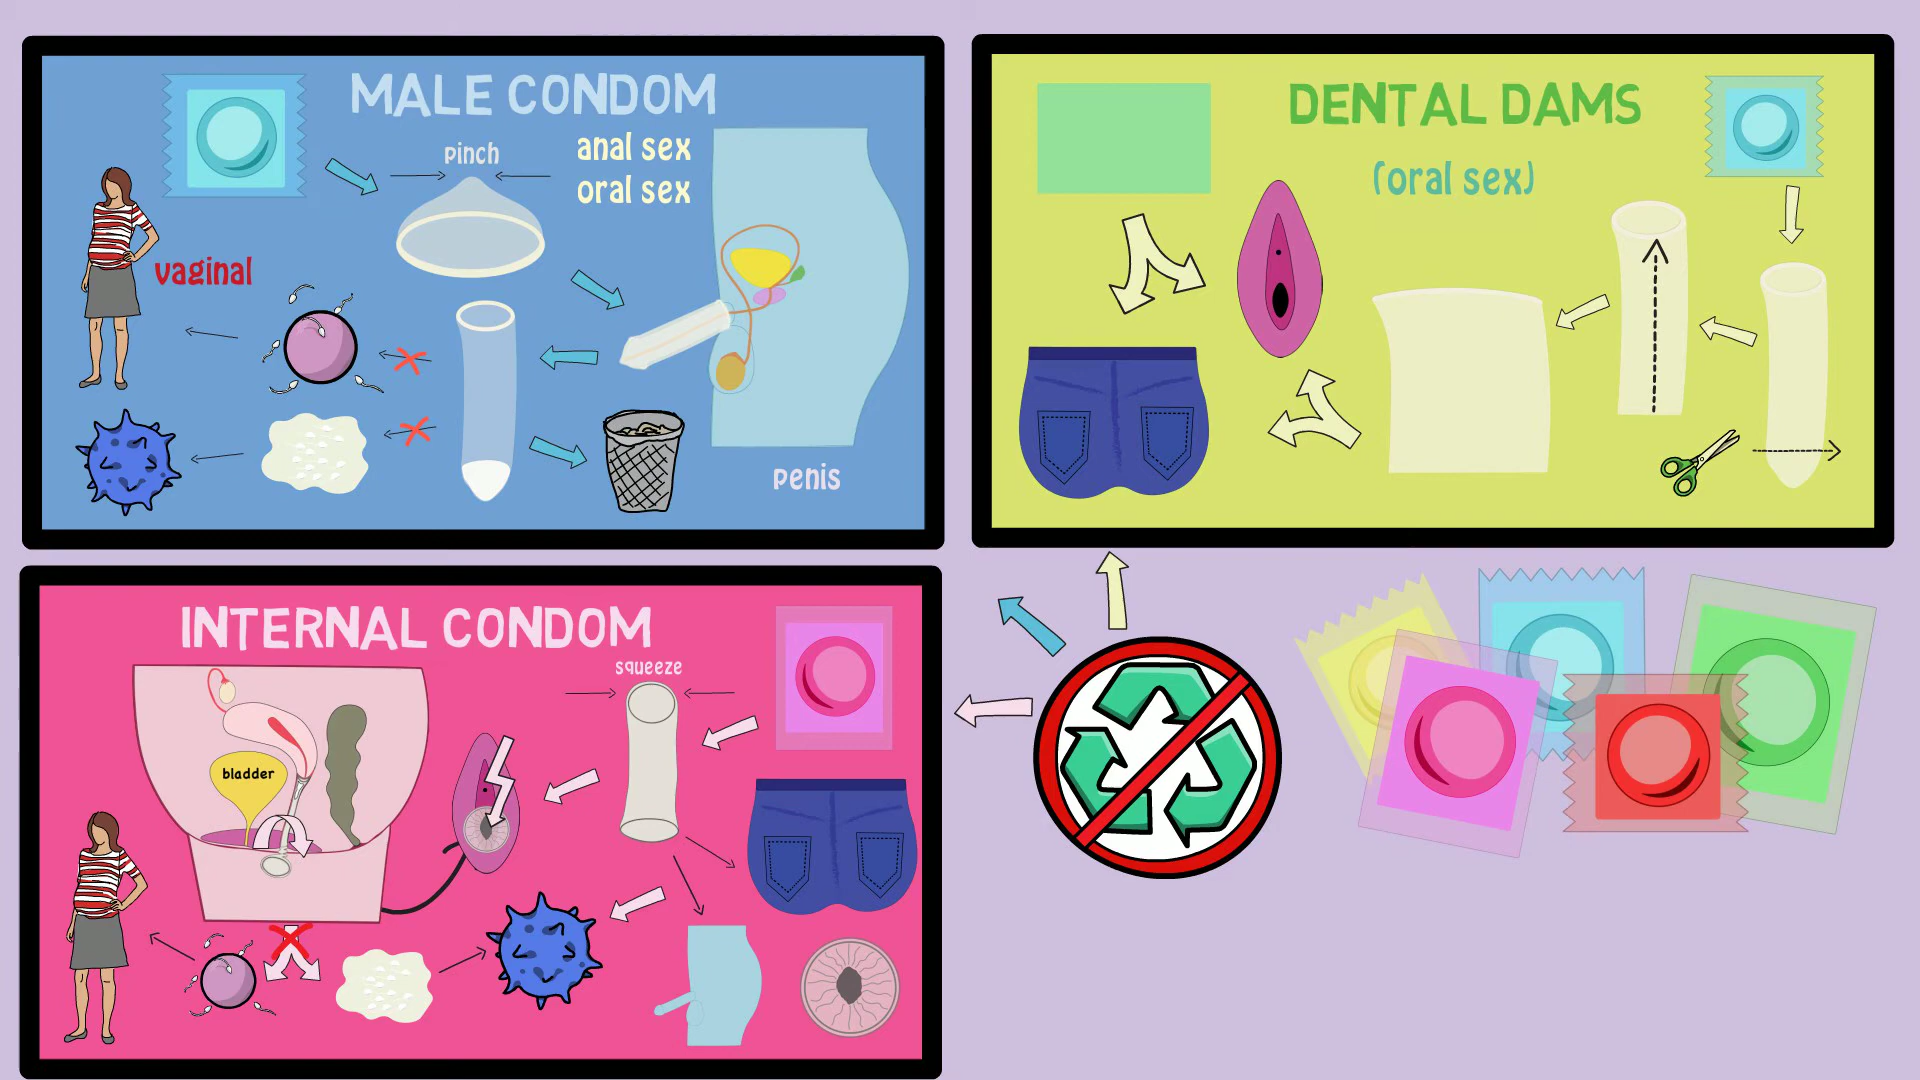 MALE CONDOM
pinch
anal sex
oral sex
vaginal
penis
DENTAL DAMS
(oral sex)
INTERNAL CONDOM
squeeze
bladder